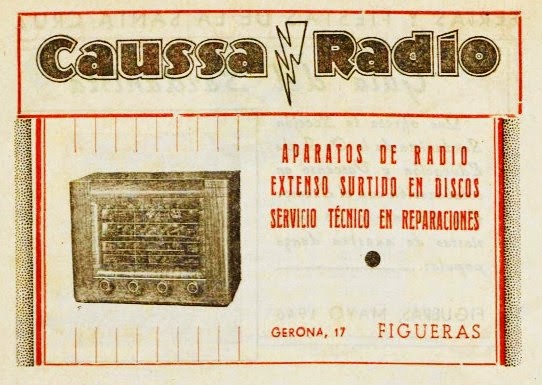 Caussa Radio
APARATOS DE RADIO
EXTENSO SURTIDO EN DISCOS
SERVICIO TÉCNICO EN REPARACIONES
GERONA, 17 FIGUERAS